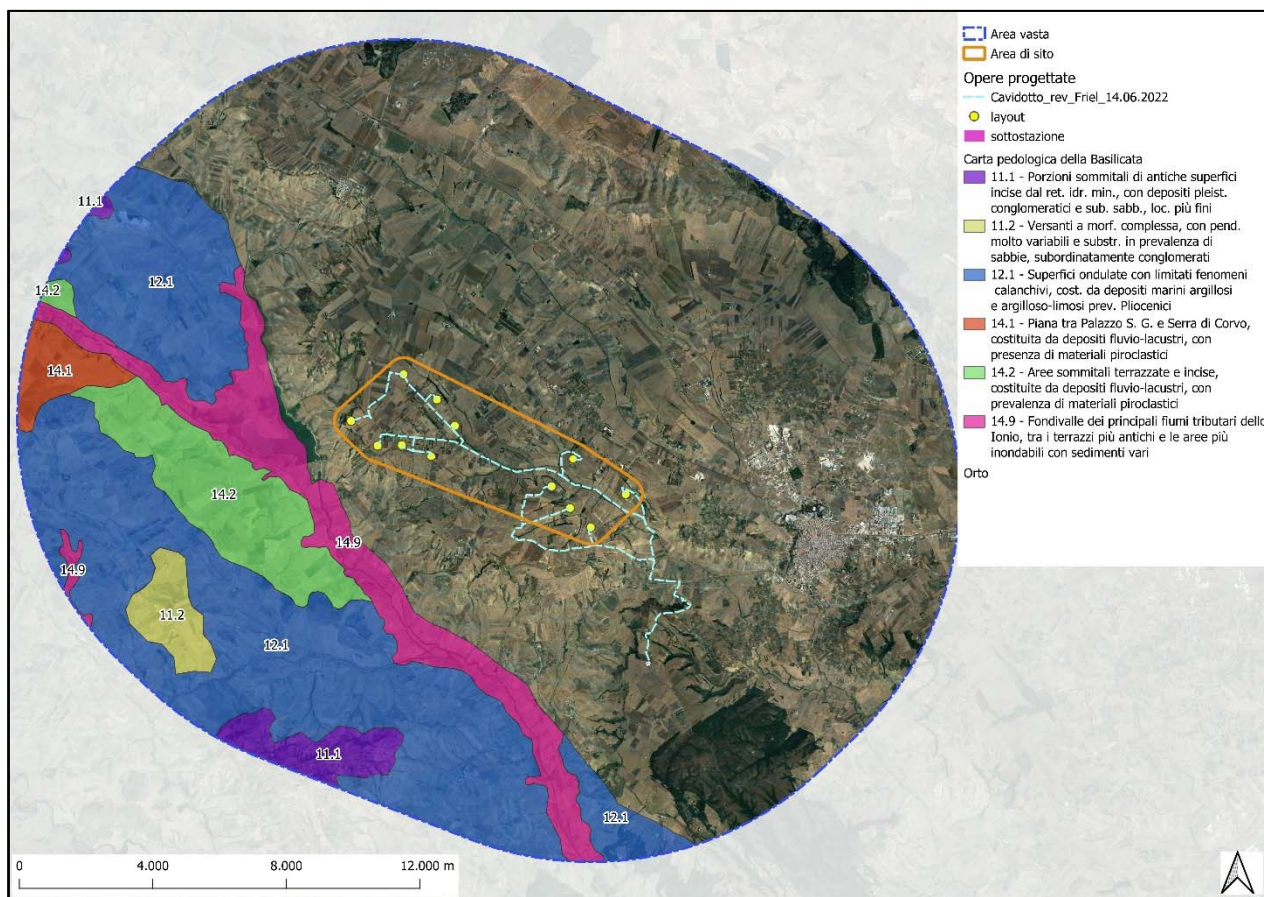 Area vasta
Area di sito
Opere progettate
Cavidotto_rev_Friel_14.06.2022
layout
sottostazione
Carta pedologica della Basilicata
11.1 - Porzioni sommitali di antiche superfici
incise dal ret. idr. min., con depositi pleist.
conglomeratici e sub. sabb., loc. più fini
11.2 - Versanti a morf. complessa, con pend.
molto variabili e substr. in prevalenza di
sabbie, subordinatamente conglomerati
12.1 - Superfici ondulate con limitati fenomeni
calanchivi, cost. da depositi marini argillosi
e argilloso-limosi prev. Pliocenici
14.1 - Piana tra Palazzo S. G. e Serra di Corvo,
costituita da depositi fluvio-lacustri, con
presenza di materiali piroclastici
14.2 - Aree sommitali terrazzate e incise,
costituite da depositi fluvio-lacustri, con
prevalenza di materiali piroclastici
14.9 - Fondivalle dei principali fiumi tributari dello
Ionio, tra i terrazzi più antichi e le aree più
inondabili con sedimenti vari
Orto
11.1
12.1
14.2
14.1
14.2
14.9
14.9
11.2
12.1
11.1
12.1
0 4.000 8.000 12.000 m